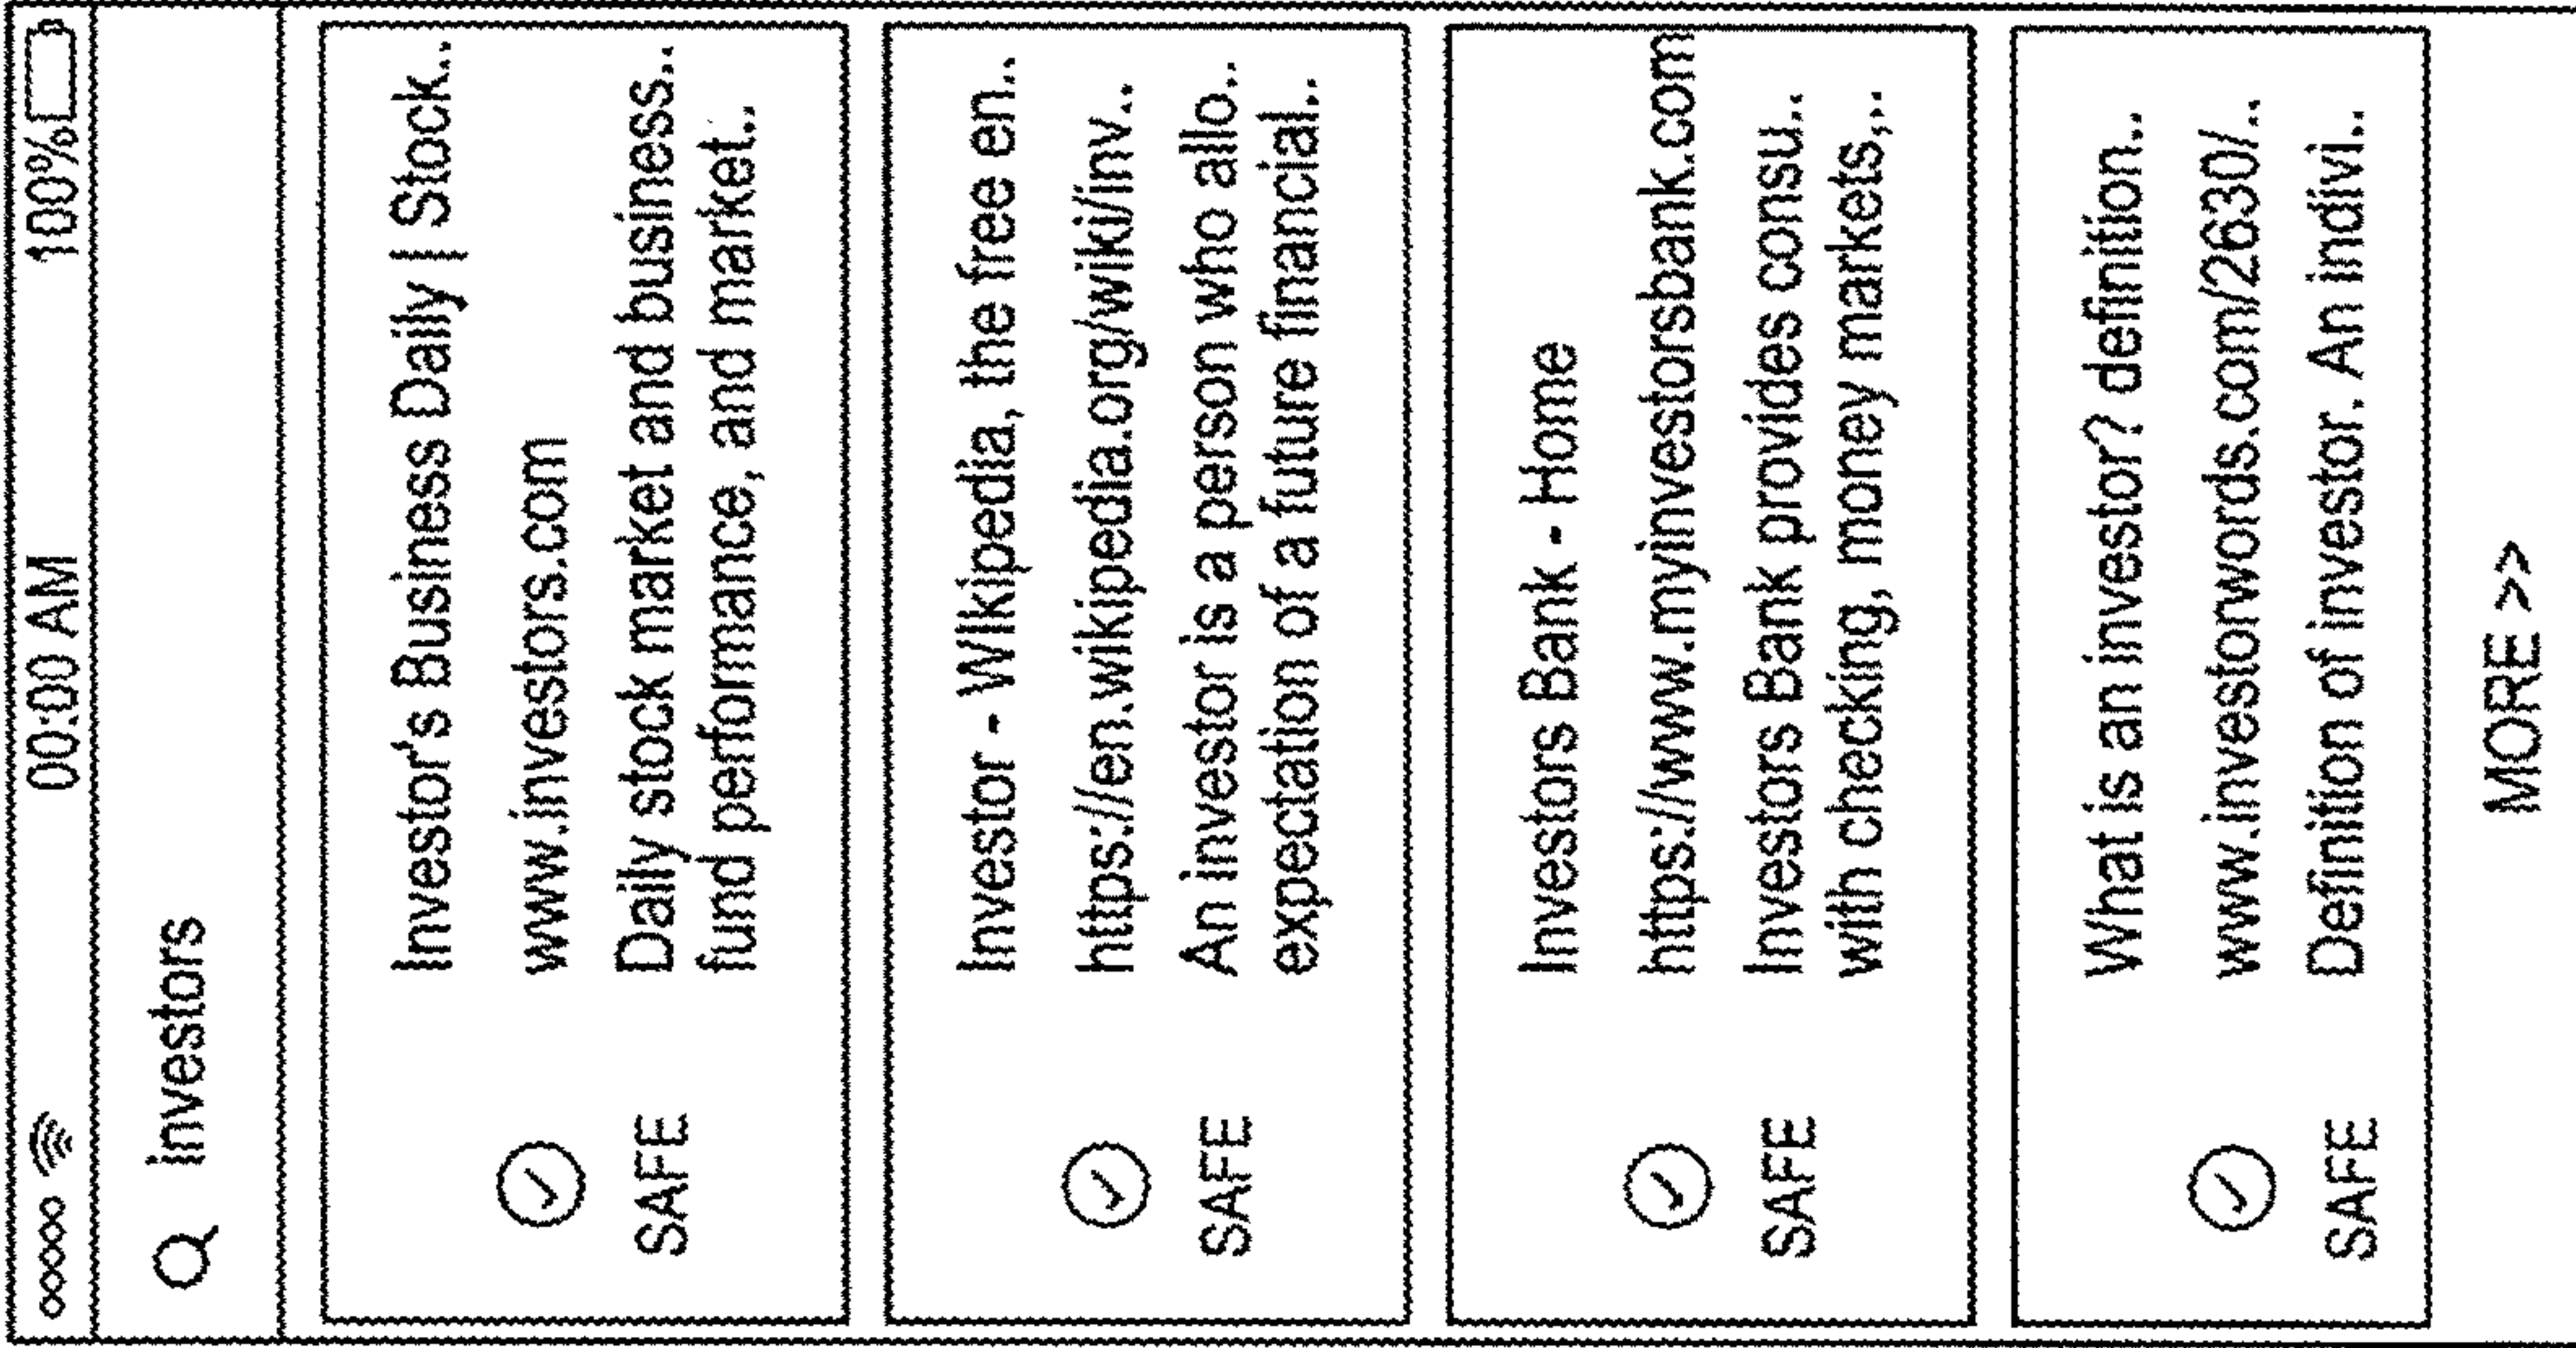 00:00 AM 100%
investors
Investor's Business Daily | Stock..
www.investors.com
Daily stock market and business..
fund performance, and market..
SAFE
Investor - WIkipedia, the free en..
https://en.wikipedia.org/wiki/inv..
An investor is a person who allo..
expectation of a future financial..
SAFE
Investors Bank - Home
https://www.myinvestorsbank.com
Investors Bank provides consu..
with checking, money markets,..
SAFE
What is an investor? definition..
www.investorwords.com/2630/..
Definition of investor. An indivi..
SAFE
MORE >>